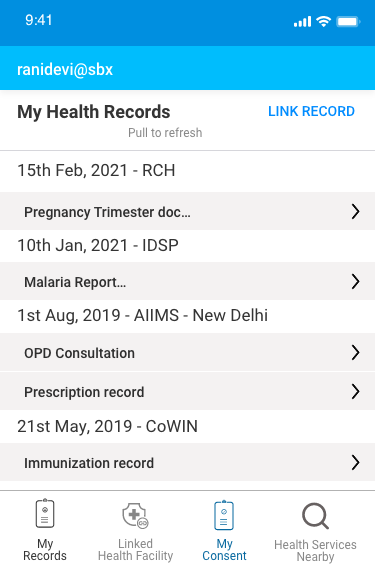 9:41
ranidevi@sbx
My Health Records
LINK RECORD
Pull to refresh
15th Feb, 2021 - RCH
Pregnancy Trimester doc...
10th Jan, 2021 - IDSP
Malaria Report...
1st Aug, 2019 - AIIMS - New Delhi
OPD Consultation
Prescription record
21st May, 2019 - CoWIN
Immunization record
My
Records
Linked
Health Facility
My
Consent
Health Services
Nearby